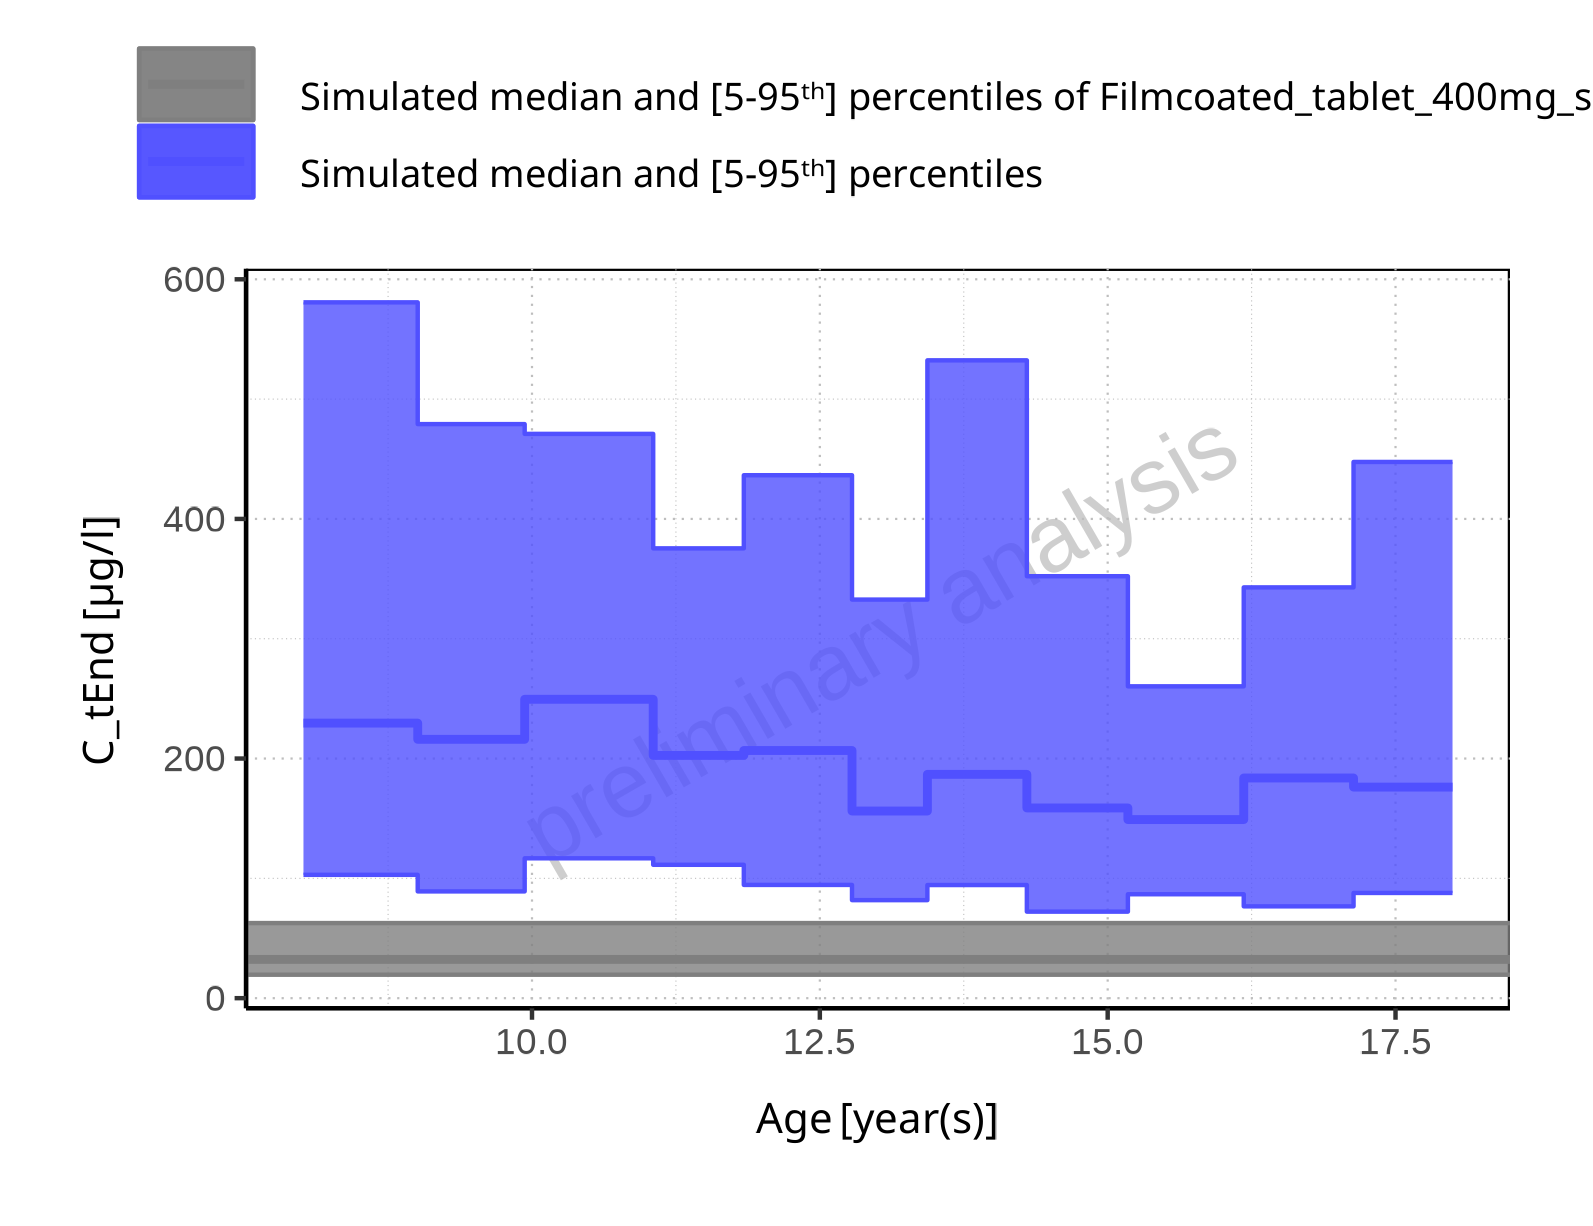 Simulated median and [5-95ᵗʰ] percentiles of Filmcoated_tablet_400mg_s
Simulated median and [5-95ᵗʰ] percentiles
600
400
200
0
C_tEnd [µg/l]
preliminary analysis
10.0 12.5 15.0 17.5
Age [year(s)]